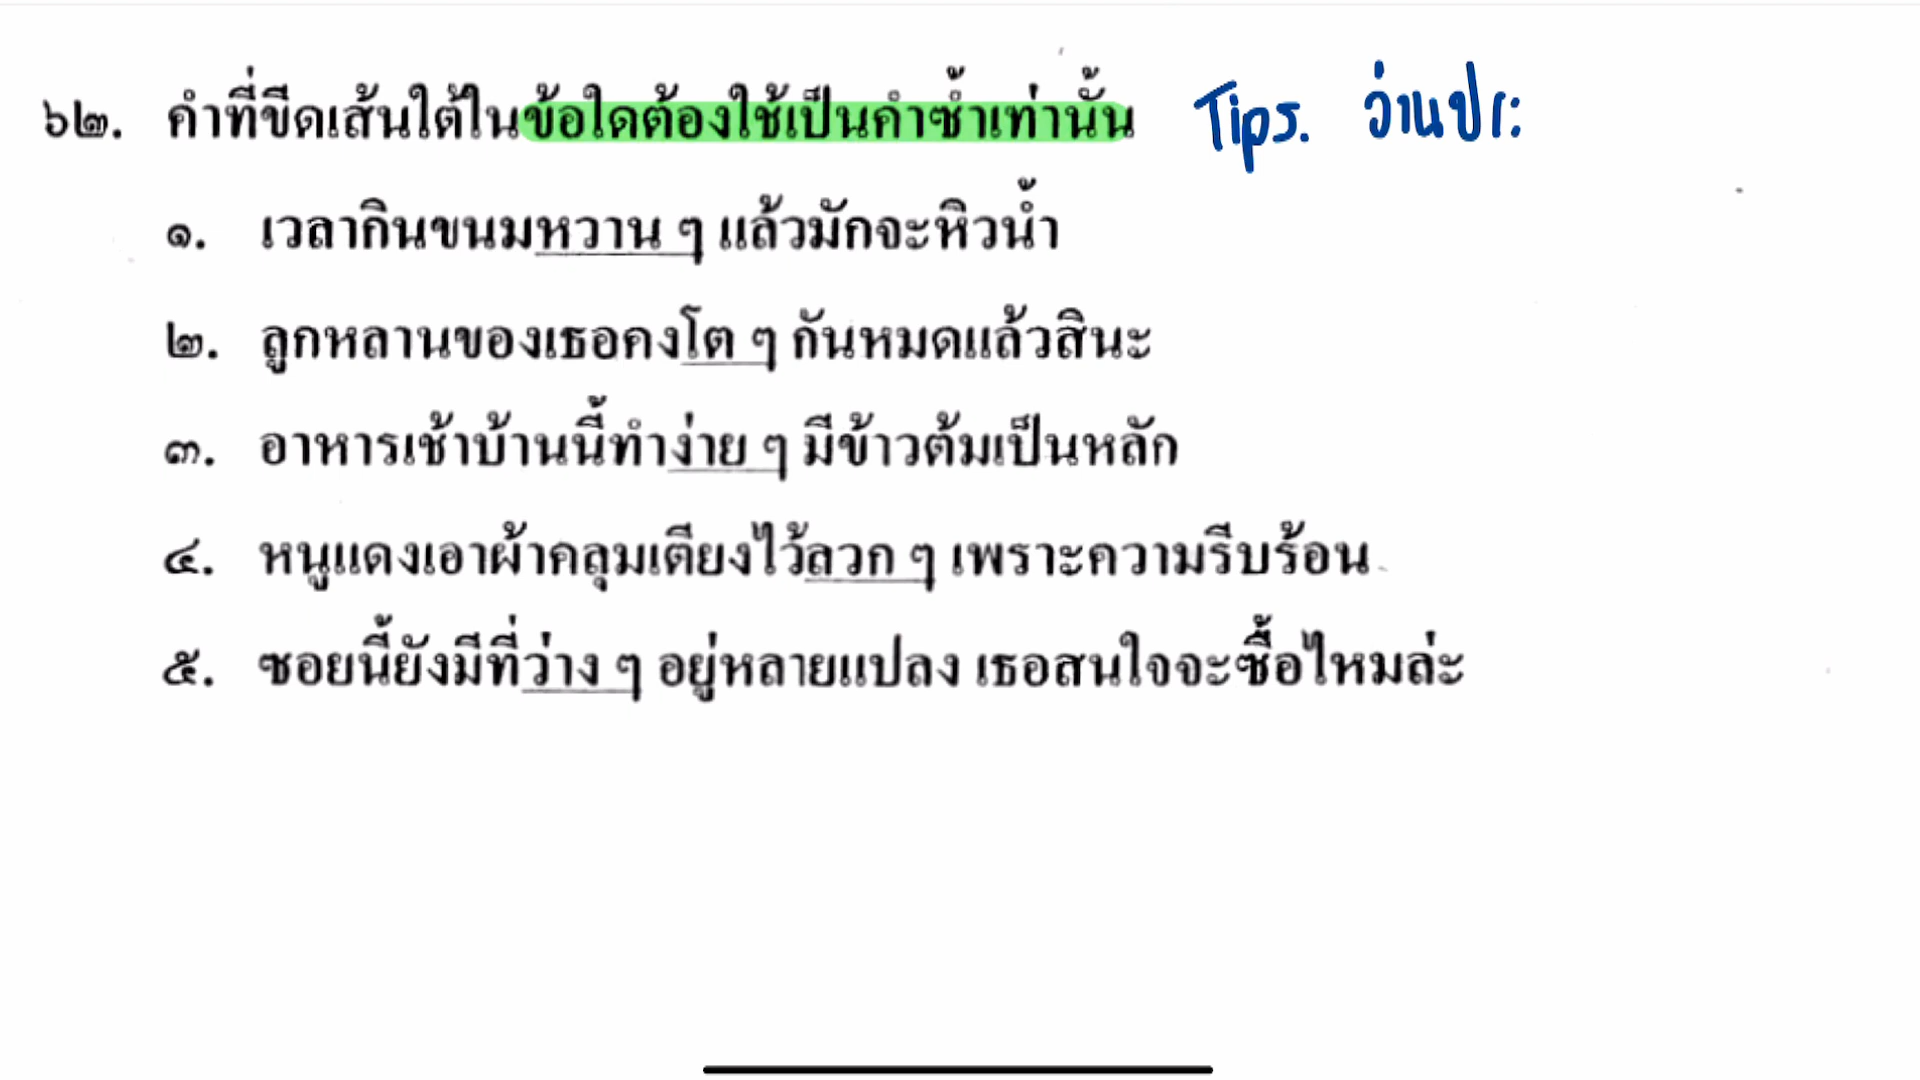 ๖๒. คำที่ขีดเส้นใต้ในข้อใดต้องใช้เป็นคำซ้ำเท่านั้น Tips. อ่านประ
๑. เวลากินขนมหวาน ๆ แล้วมักจะหิวน้ำ
๒. ลูกหลานของเธอคงโต ๆ กันหมดแล้วสินะ
๓. อาหารเช้าบ้านนี้ทำง่าย ๆ มีข้าวต้มเป็นหลัก
๔. หนูแดงเอาผ้าคลุมเตียงไว้ลวก ๆ เพราะความรีบร้อน
๕. ซอยนี้ยังมีที่ว่าง ๆ อยู่หลายแปลง เธอสนใจจะซื้อไหมล่ะ